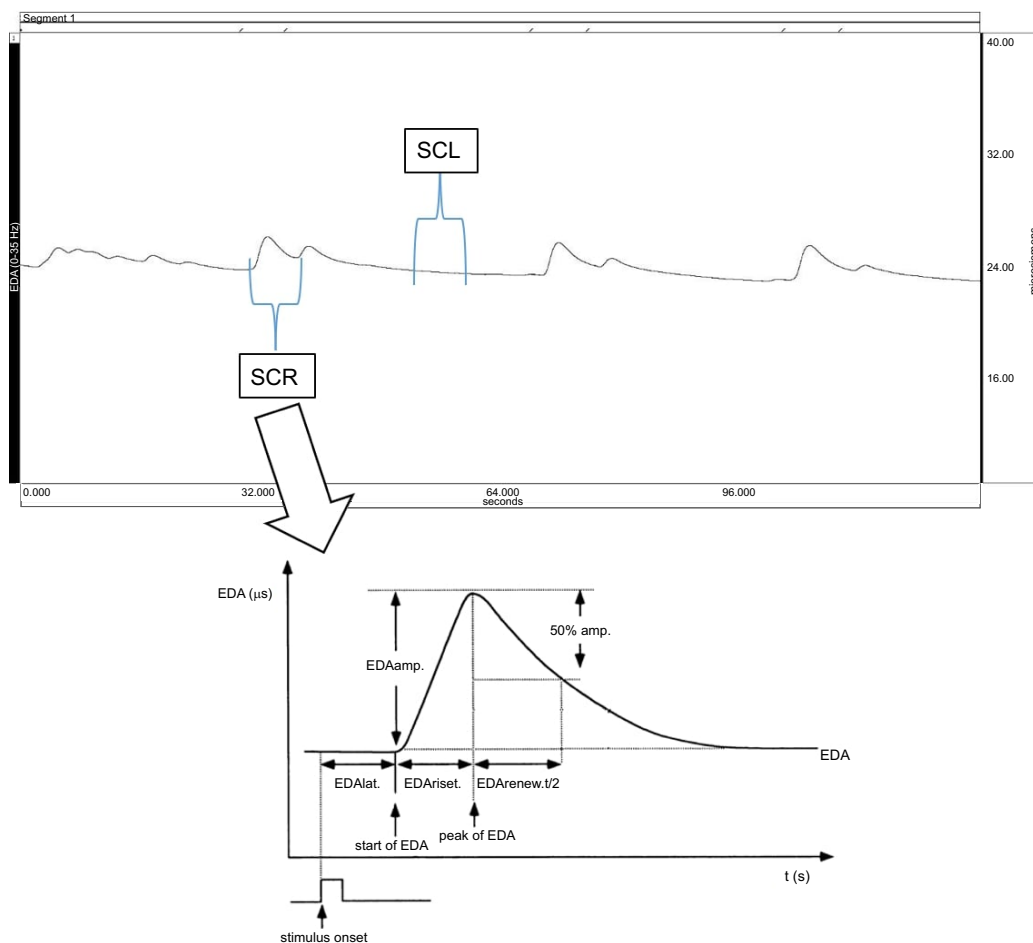 Segment 1
1
40.00
32.00
24.00
16.00
microsiemens
EDA (0-35 Hz)
SCL
SCR
0.000
32.000
64.000
96.000
seconds
EDA (μs)
50% amp.
EDAamp.
EDA
EDAlat.
EDAriset.
EDArenew.t/2
start of EDA
peak of EDA
t (s)
stimulus onset